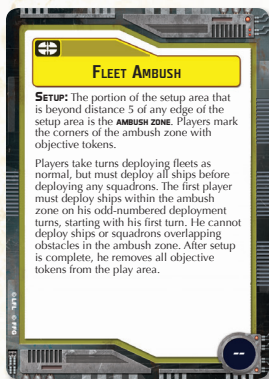 Fleet Ambush
Setup: The portion of the setup area that
is beyond distance 5 of any edge of the
setup area is the ambush zone. Players mark
the corners of the ambush zone with
objective tokens.
Players take turns deploying fleets as
normal, but must deploy all ships before
deploying any squadrons. The first player
must deploy ships within the ambush
zone on his odd-numbered deployment
turns, starting with his first turn. He cannot
deploy ships or squadrons overlapping
obstacles in the ambush zone. After setup
is complete, he removes all objective
tokens from the play area.
© LFL © FFG
--